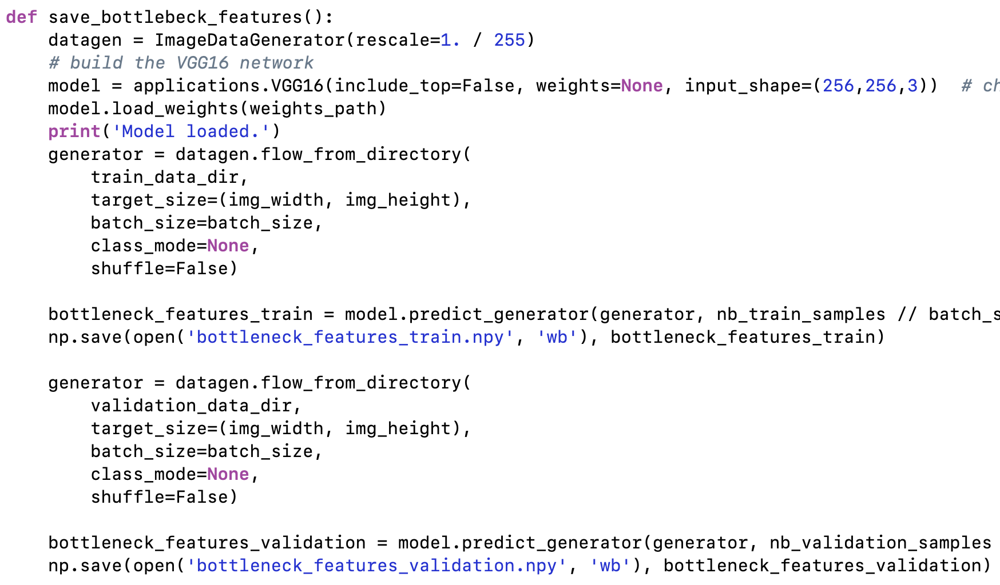 def save_bottlebeck_features():
    datagen = ImageDataGenerator(rescale=1. / 255)
    # build the VGG16 network
    model = applications.VGG16(include_top=False, weights=None, input_shape=(256,256,3))  # ch
    model.load_weights(weights_path)
    print('Model loaded.')
    generator = datagen.flow_from_directory(
        train_data_dir,
        target_size=(img_width, img_height),
        batch_size=batch_size,
        class_mode=None,
        shuffle=False)
    bottleneck_features_train = model.predict_generator(generator, nb_train_samples // batch_s
    np.save(open('bottleneck_features_train.npy', 'wb'), bottleneck_features_train)
    generator = datagen.flow_from_directory(
        validation_data_dir,
        target_size=(img_width, img_height),
        batch_size=batch_size,
        class_mode=None,
        shuffle=False)
    bottleneck_features_validation = model.predict_generator(generator, nb_validation_samples
    np.save(open('bottleneck_features_validation.npy', 'wb'), bottleneck_features_validation)